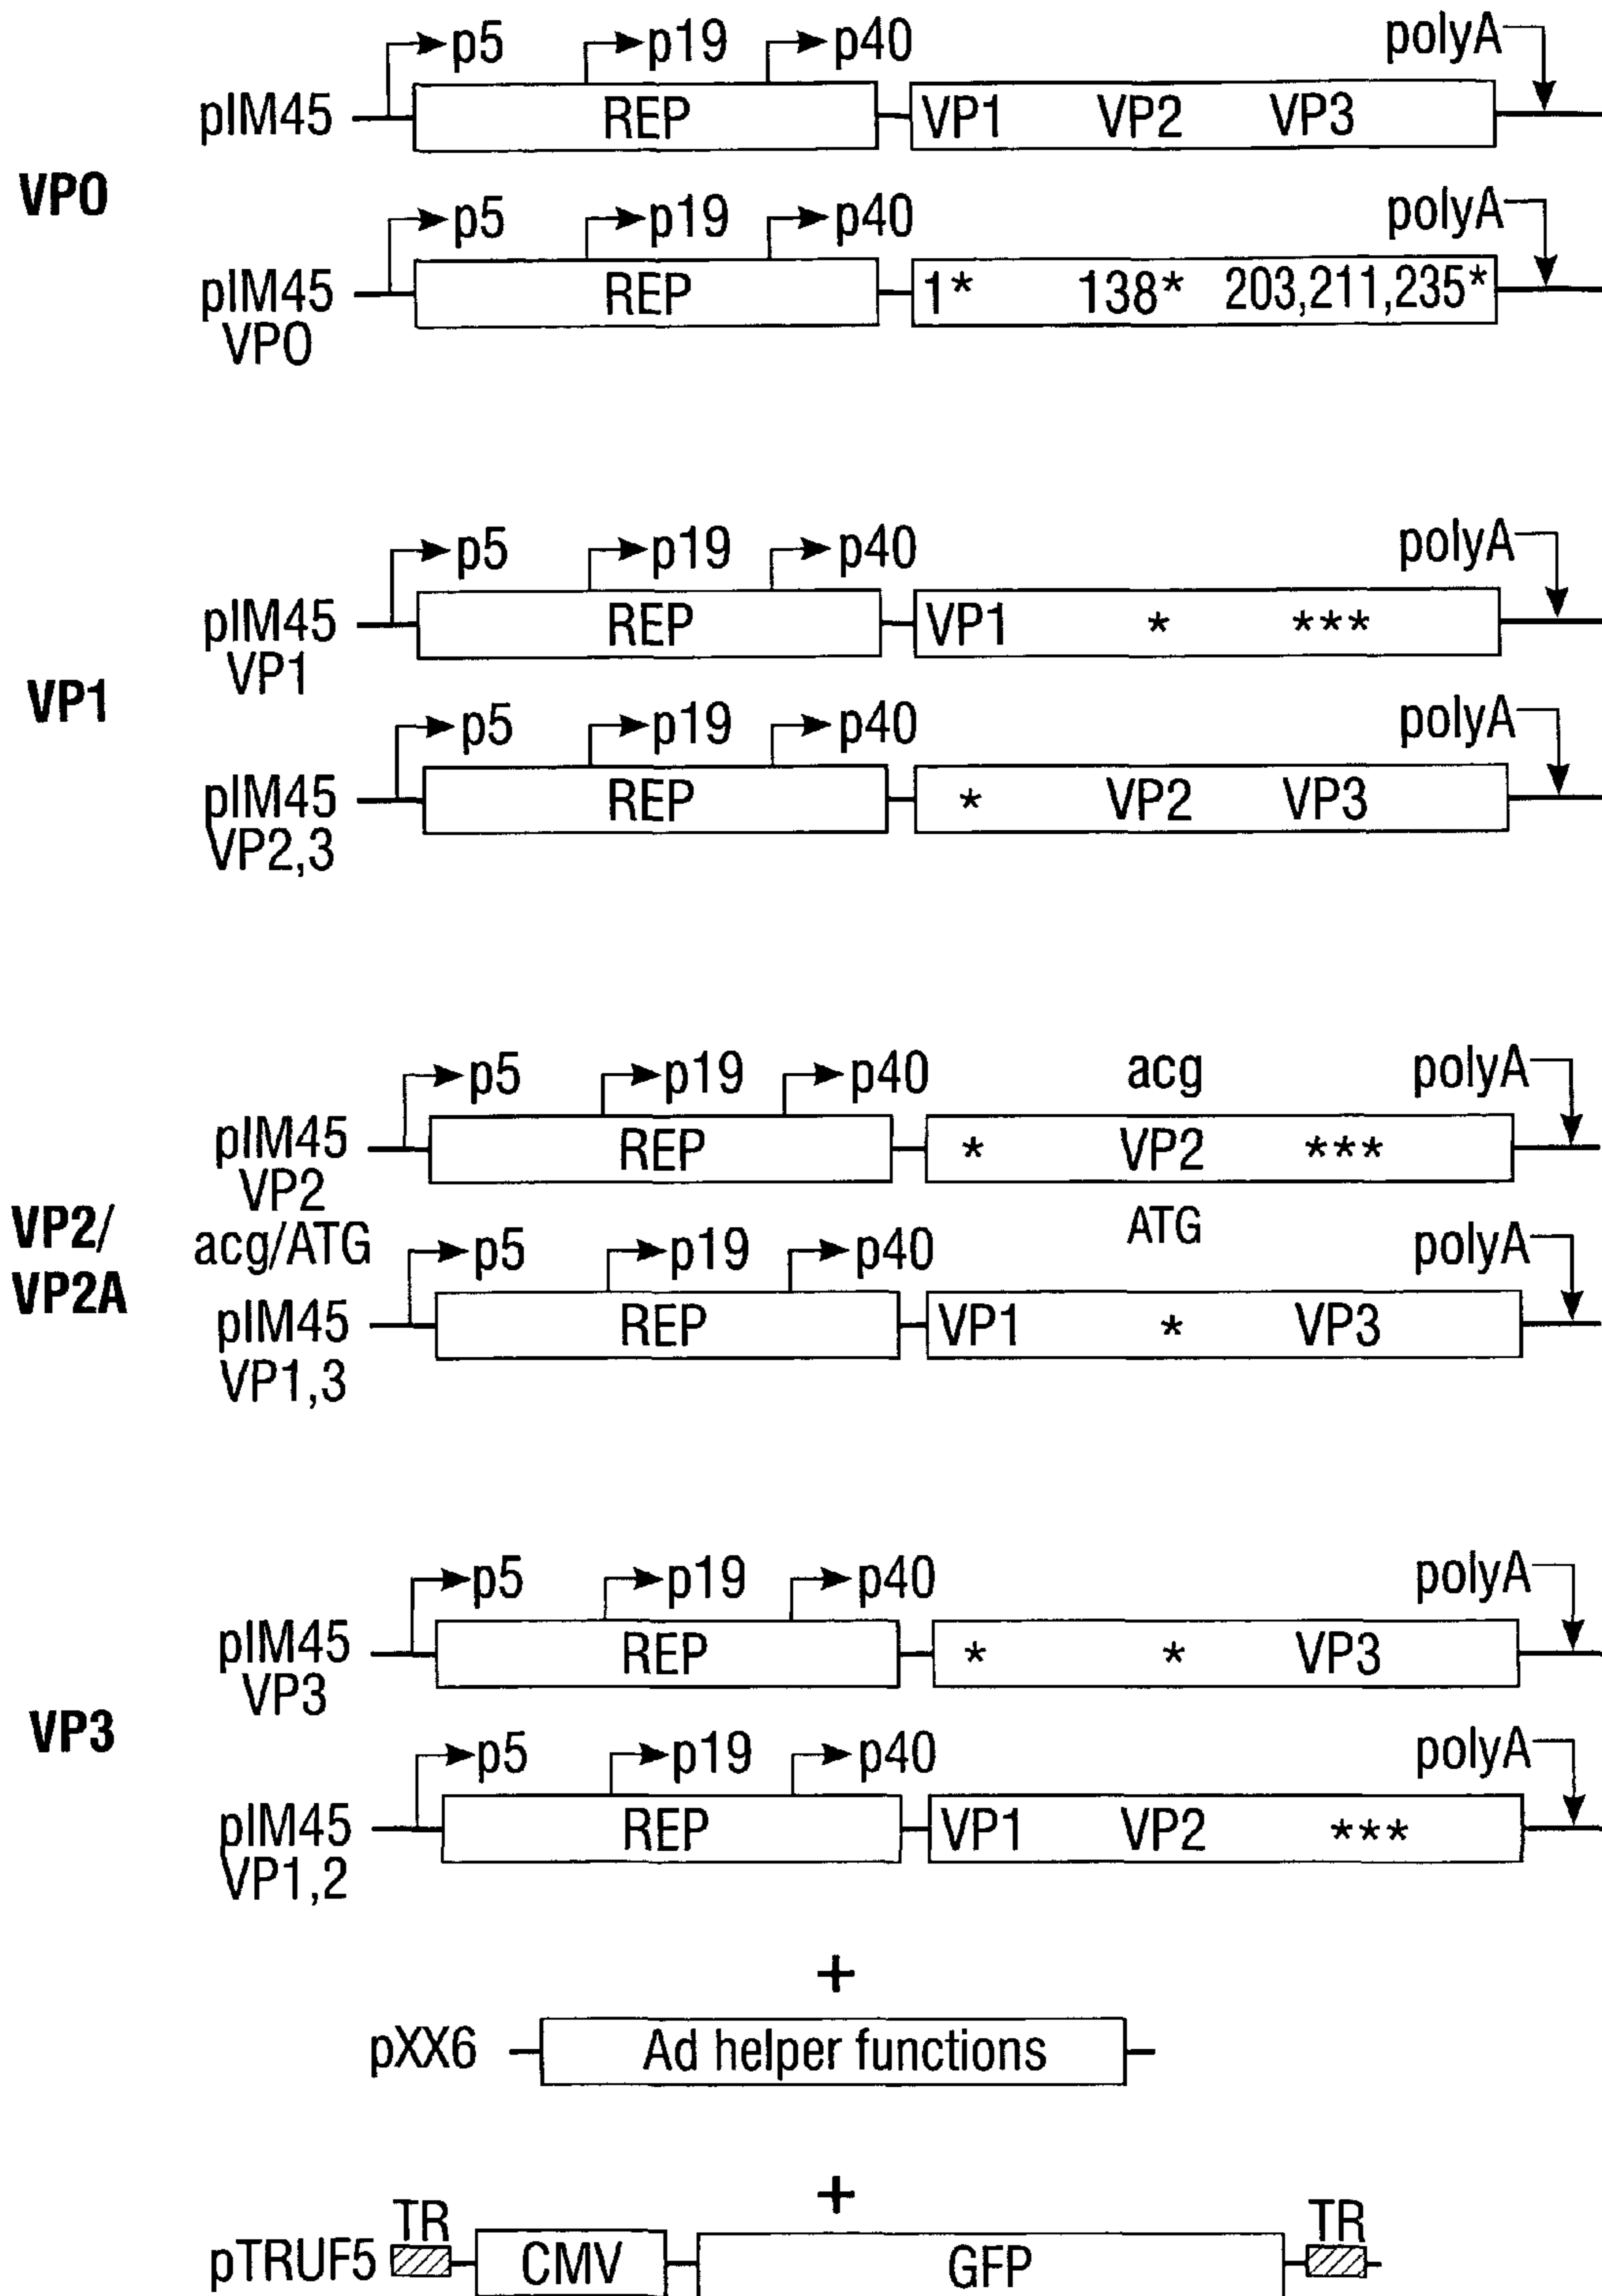 p5 p19 p40 polyA
pIM45 REP VP1 VP2 VP3
VP0
p5 p19 p40 polyA
pIM45 REP 1* 138* 203,211,235*
VP0
p5 p19 p40 polyA
pIM45 REP VP1 * ***
VP1
VP1
p5 p19 p40 polyA
pIM45 REP * VP2 VP3
VP2,3
acg
p5 p19 p40 polyA
pIM45 REP * VP2 ***
VP2
acg/ATG
VP2/
VP2A
ATG
p5 p19 p40 polyA
pIM45 REP VP1 * VP3
VP1,3
p5 p19 p40 polyA
pIM45 REP * * VP3
VP3
VP3
p5 p19 p40 polyA
pIM45 REP VP1 VP2 ***
VP1,2
+
pXX6 Ad helper functions
+
TR TR
pTRUF5 CMV GFP